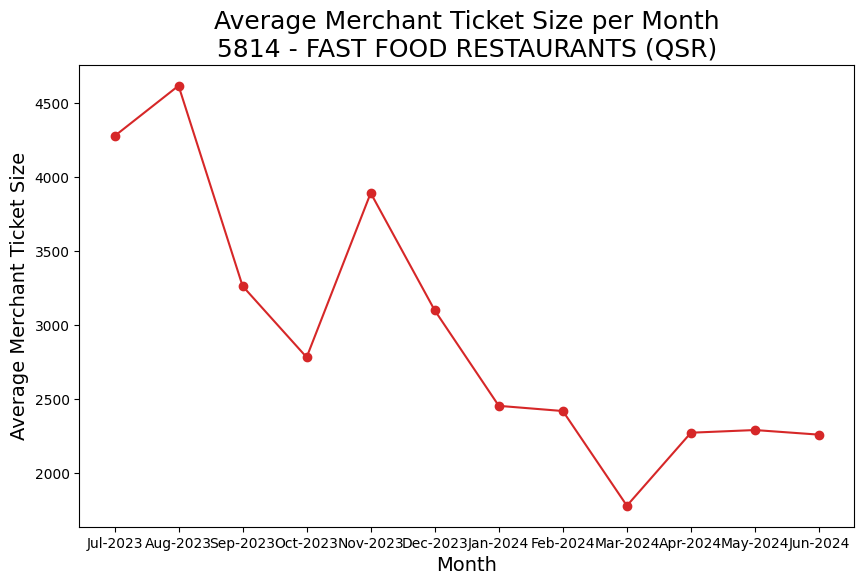 Average Merchant Ticket Size per Month
5814 - FAST FOOD RESTAURANTS (QSR)
Average Merchant Ticket Size
4500
4000
3500
3000
2500
2000
Jul-2023 Aug-2023 Sep-2023 Oct-2023 Nov-2023 Dec-2023 Jan-2024 Feb-2024 Mar-2024 Apr-2024 May-2024 Jun-2024
Month